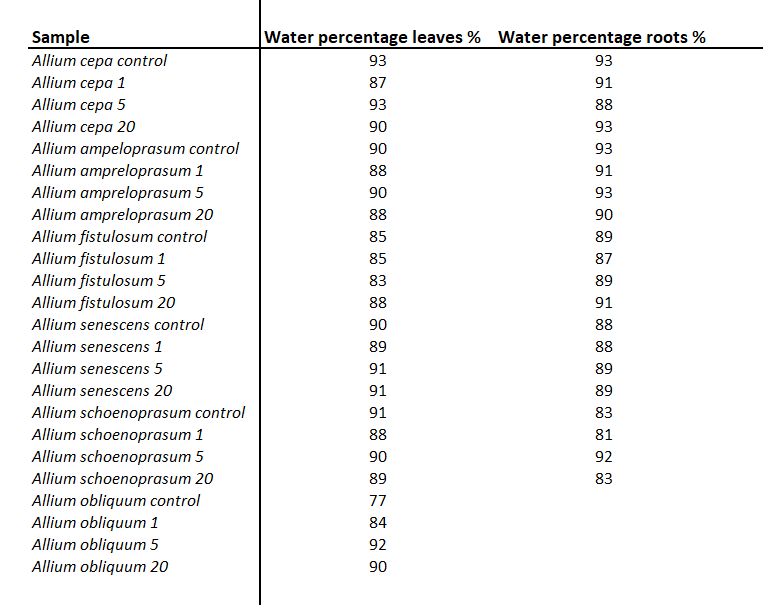 Sample Water percentage leaves % Water percentage roots %
Allium cepa control 93 93
Allium cepa 1 87 91
Allium cepa 5 93 88
Allium cepa 20 90 93
Allium ampeloprasum control 90 93
Allium ampreloprasum 1 88 91
Allium ampreloprasum 5 90 93
Allium ampreloprasum 20 88 90
Allium fistulosum control 85 89
Allium fistulosum 1 85 87
Allium fistulosum 5 83 89
Allium fistulosum 20 88 91
Allium senescens control 90 88
Allium senescens 1 89 88
Allium senescens 5 91 89
Allium senescens 20 91 89
Allium schoenoprasum control 91 83
Allium schoenoprasum 1 88 81
Allium schoenoprasum 5 90 92
Allium schoenoprasum 20 89 83
Allium obliquum control 77
Allium obliquum 1 84
Allium obliquum 5 92
Allium obliquum 20 90